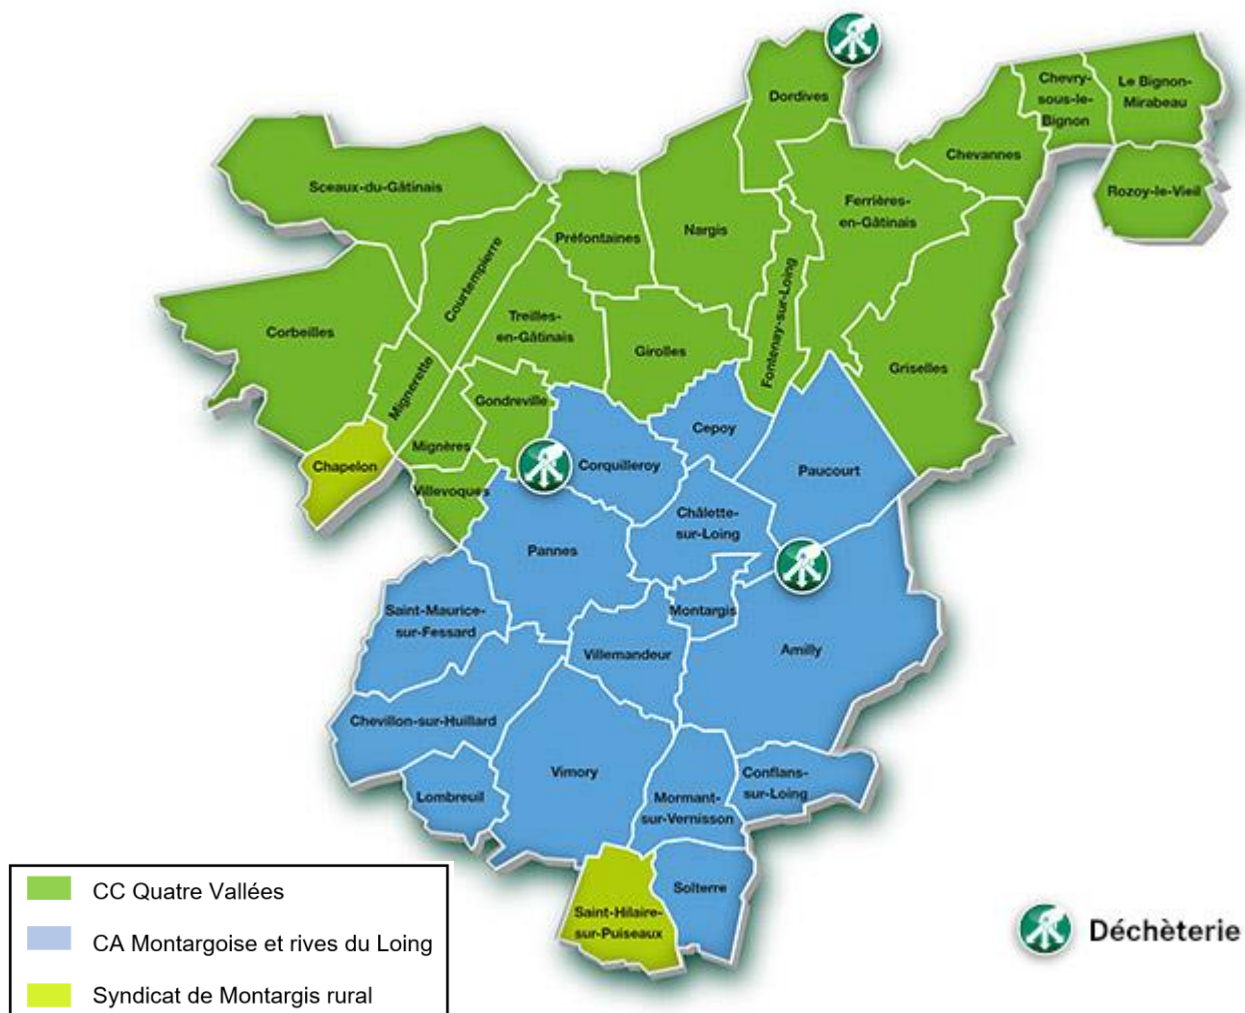 Dordives
Chevry-
sous-le-
Bignon
Le Bignon-
Mirabeau
Chevannes
Rozoy-le-Vieil
Sceaux-du-Gâtinais
Ferrières-
en-Gâtinais
Préfontaines
Nargis
Courtempierre
Fontenay-sur-Loing
Corbeilles
Treilles-
en-Gâtinais
Girolles
Griselles
Mignerette
Gondreville
Cepoy
Mignères
Chapelon
Corquilleroy
Paucourt
Villevoques
Châlette-
sur-Loing
Pannes
Saint-Maurice-
sur-Fessard
Montargis
Villemandeur
Amilly
Chevillon-sur-Huillard
Vimory
Conflans-
sur-Loing
Lombreuil
Mormant-
sur-Vernisson
Solterre
Saint-Hilaire-
sur-Puiseaux
CC Quatre Vallées
CA Montargoise et rives du Loing
Syndicat de Montargis rural
Déchèterie